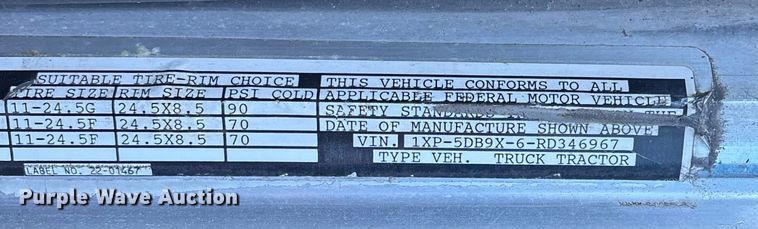 SUITABLE TIRE-RIM CHOICE
TIRE SIZE RIM SIZE PSI COLD
11-24.5G 24.5X8.5 90
11-24.5F 24.5X8.5 70
11-24.5F 24.5X8.5 70
THIS VEHICLE CONFORMS TO ALL
APPLICABLE FEDERAL MOTOR VEHICLE
SAFETY STANDARDS IN THE
DATE OF MANUFACTURE SHOWN ABOVE
VIN. 1XP-5DB9X-6-RD346967
TYPE VEH. TRUCK TRACTOR
LABEL NO. 22-01467
Purple Wave Auction